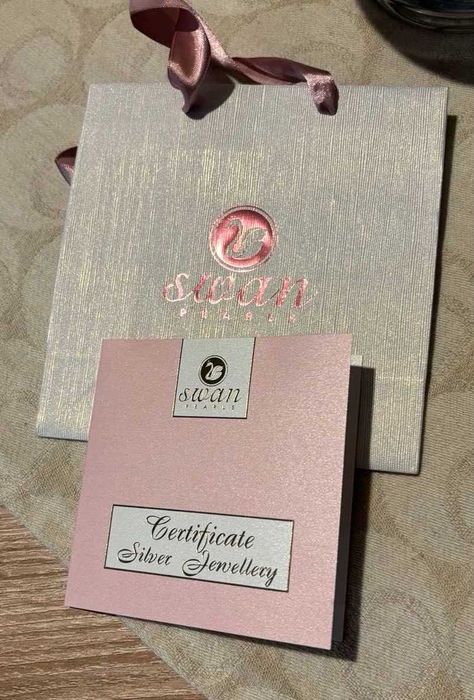 swan
PEARLS
swan
PEARLS
Certificate
Silver Jewellery